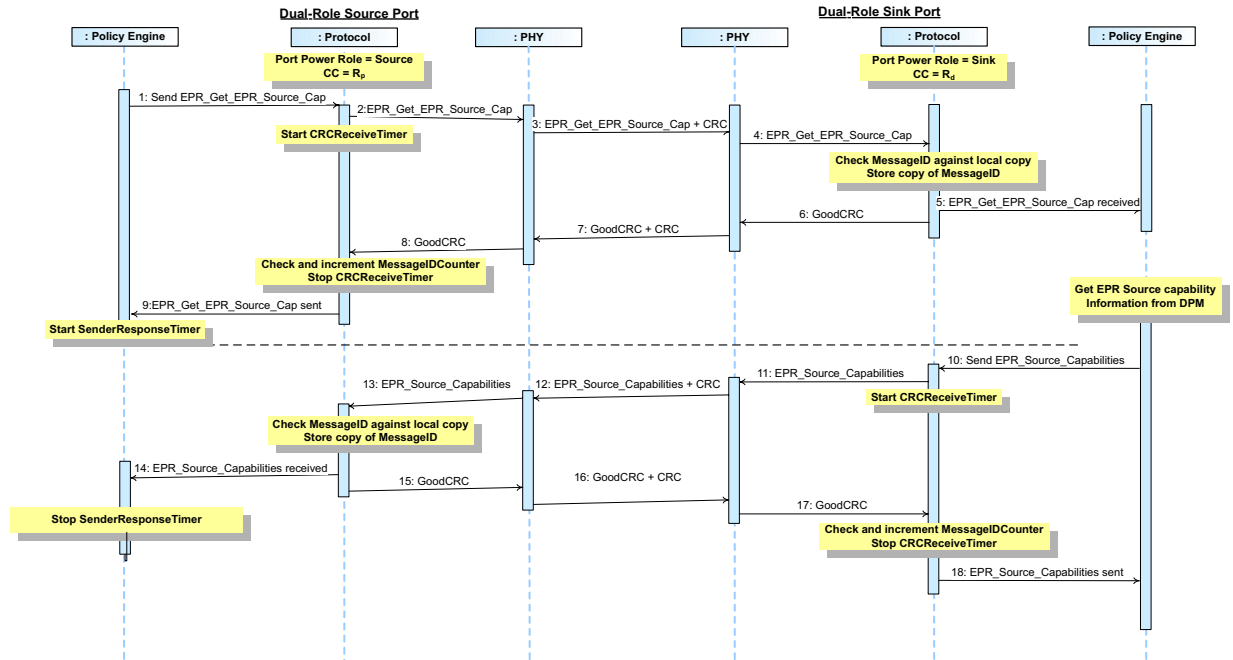 Dual-Role Source Port
Dual-Role Sink Port
: Policy Engine
: Protocol
: PHY
: PHY
: Protocol
: Policy Engine
Port Power Role = Source
CC = Rp
Port Power Role = Sink
CC = Rd
1: Send EPR_Get_EPR_Source_Cap
2:EPR_Get_EPR_Source_Cap
Start CRCReceiveTimer
3: EPR_Get_EPR_Source_Cap + CRC
4: EPR_Get_EPR_Source_Cap
Check MessageID against local copy
Store copy of MessageID
5: EPR_Get_EPR_Source_Cap received
6: GoodCRC
7: GoodCRC + CRC
8: GoodCRC
Check and increment MessageIDCounter
Stop CRCReceiveTimer
9:EPR_Get_EPR_Source_Cap sent
Start SenderResponseTimer
Get EPR Source capability
Information from DPM
10: Send EPR_Source_Capabilities
11: EPR_Source_Capabilities
Start CRCReceiveTimer
12: EPR_Source_Capabilities + CRC
13: EPR_Source_Capabilities
Check MessageID against local copy
Store copy of MessageID
14: EPR_Source_Capabilities received
15: GoodCRC
16: GoodCRC + CRC
17: GoodCRC
Stop SenderResponseTimer
Check and increment MessageIDCounter
Stop CRCReceiveTimer
18: EPR_Source_Capabilities sent